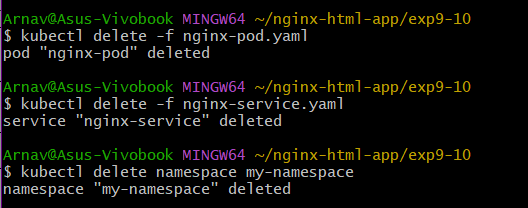 Arnav@Asus-Vivobook MINGW64 ~/nginx-html-app/exp9-10
$ kubectl delete -f nginx-pod.yaml
pod "nginx-pod" deleted
Arnav@Asus-Vivobook MINGW64 ~/nginx-html-app/exp9-10
$ kubectl delete -f nginx-service.yaml
service "nginx-service" deleted
Arnav@Asus-Vivobook MINGW64 ~/nginx-html-app/exp9-10
$ kubectl delete namespace my-namespace
namespace "my-namespace" deleted